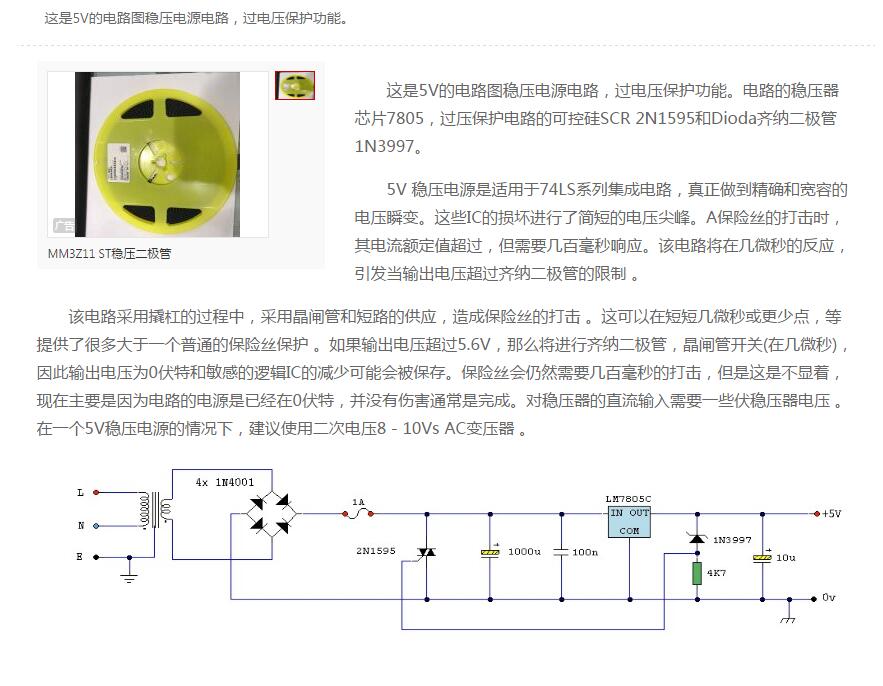 这是5V的电路图稳压电源电路，过电压保护功能。
广告
MM3Z11 ST稳压二极管
这是5V的电路图稳压电源电路，过电压保护功能。电路的稳压器
芯片7805，过压保护电路的可控硅SCR 2N1595和Dioda齐纳二极管
1N3997。
5V 稳压电源是适用于74LS系列集成电路，真正做到精确和宽容的
电压瞬变。这些IC的损坏进行了简短的电压尖峰。A保险丝的打击时，
其电流额定值超过，但需要几百毫秒响应。该电路将在几微秒的反应，
引发当输出电压超过齐纳二极管的限制 。
该电路采用撬杠的过程中，采用晶闸管和短路的供应，造成保险丝的打击 。这可以在短短几微秒或更少点，等
提供了很多大于一个普通的保险丝保护 。如果输出电压超过5.6V，那么将进行齐纳二极管，晶闸管开关(在几微秒)，
因此输出电压为0伏特和敏感的逻辑IC的减少可能会被保存。保险丝会仍然需要几百毫秒的打击，但是这是不显着，
现在主要是因为电路的电源是已经在0伏特，并没有伤害通常是完成。对稳压器的直流输入需要一些伏稳压器电压 。
在一个5V稳压电源的情况下，建议使用二次电压8 - 10Vs AC变压器 。
4x 1N4001
L
N
E
1A
2N1595
1000u
100n
LM7805C
IN OUT
COM
1N3997
4K7
10u
+5V
0v